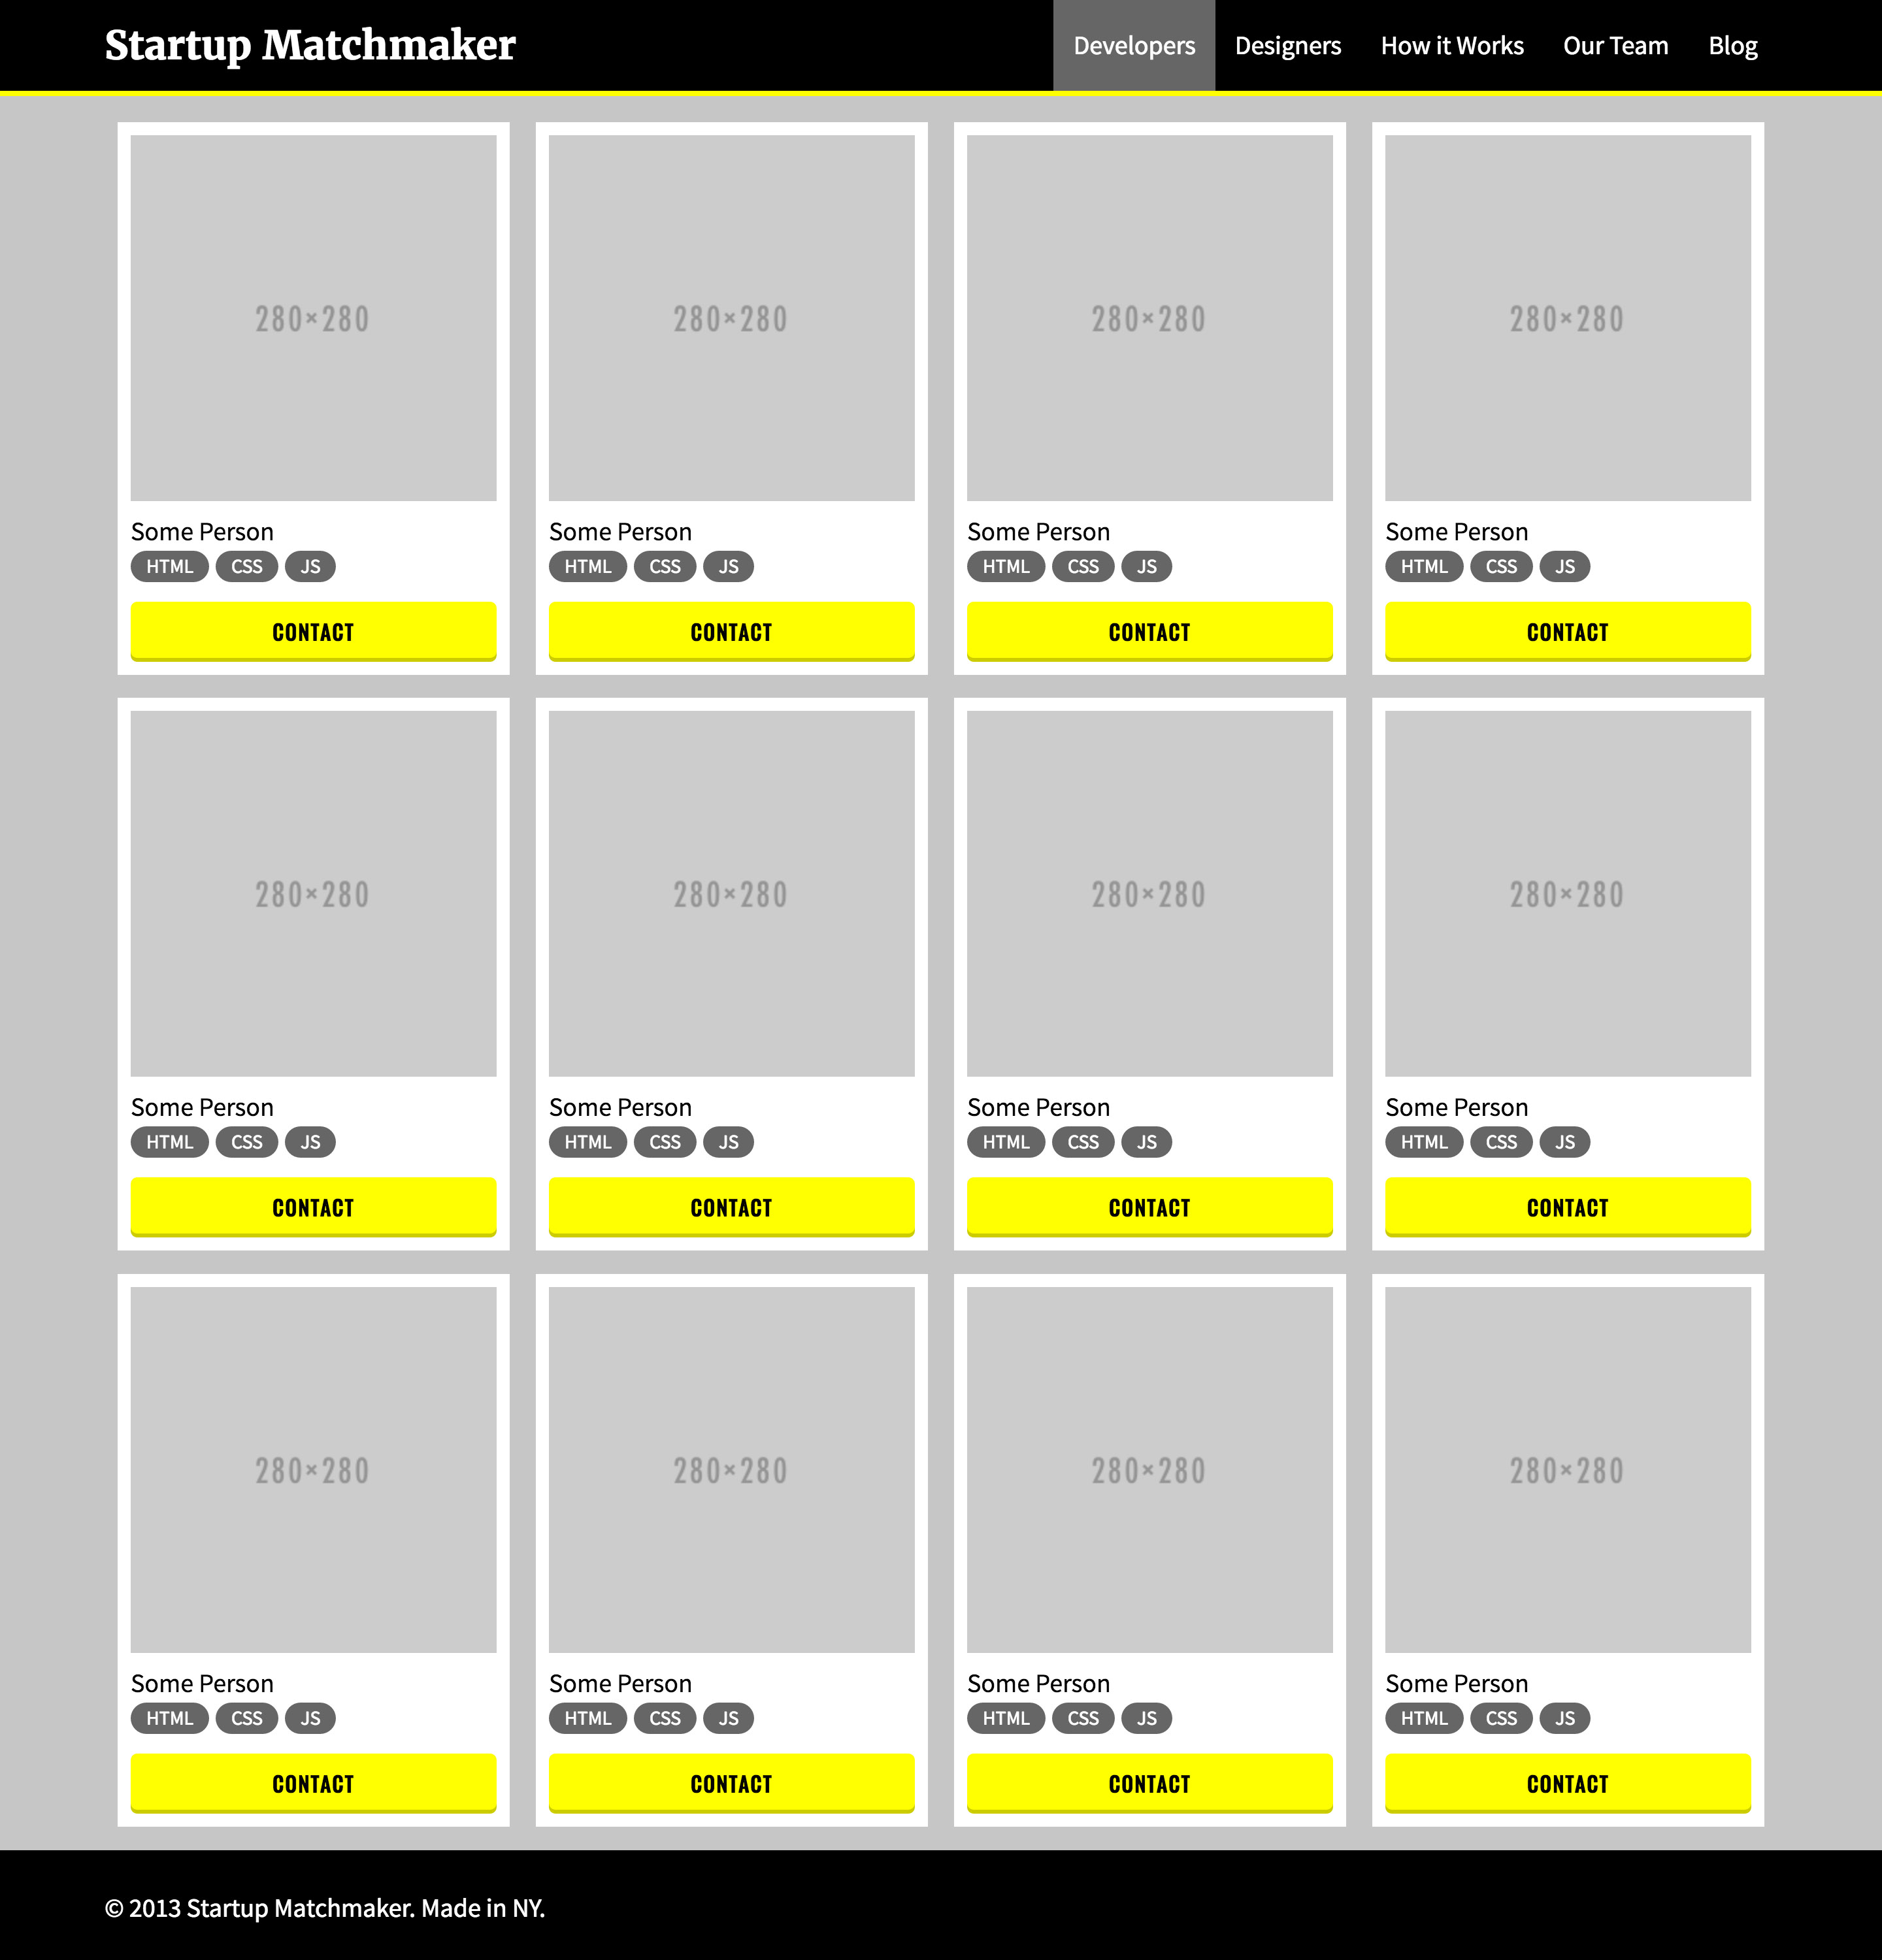 Startup Matchmaker
Developers Designers How it Works Our Team Blog
280×280 280×280 280×280 280×280
Some Person Some Person Some Person Some Person
HTML CSS JS HTML CSS JS HTML CSS JS HTML CSS JS
CONTACT CONTACT CONTACT CONTACT
280×280 280×280 280×280 280×280
Some Person Some Person Some Person Some Person
HTML CSS JS HTML CSS JS HTML CSS JS HTML CSS JS
CONTACT CONTACT CONTACT CONTACT
280×280 280×280 280×280 280×280
Some Person Some Person Some Person Some Person
HTML CSS JS HTML CSS JS HTML CSS JS HTML CSS JS
CONTACT CONTACT CONTACT CONTACT
© 2013 Startup Matchmaker. Made in NY.